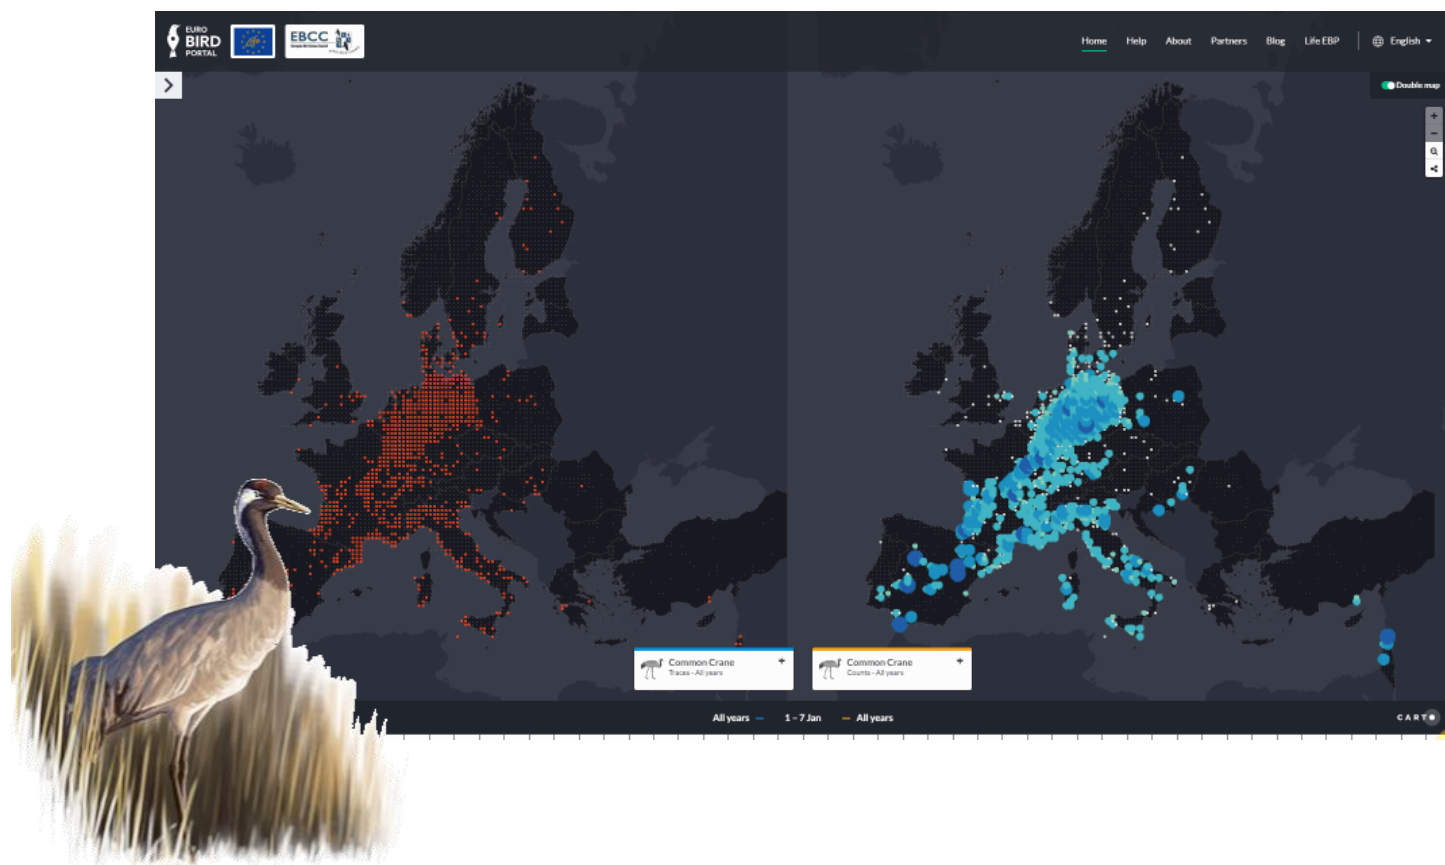 EURO
BIRD
PORTAL
life
EBCC
Home
Help
About
Partners
Blog
Life EBP
English
Double map
Common Crane
Traces - All years
Common Crane
Counts - All years
All years
1 – 7 Jan
All years
CARTO